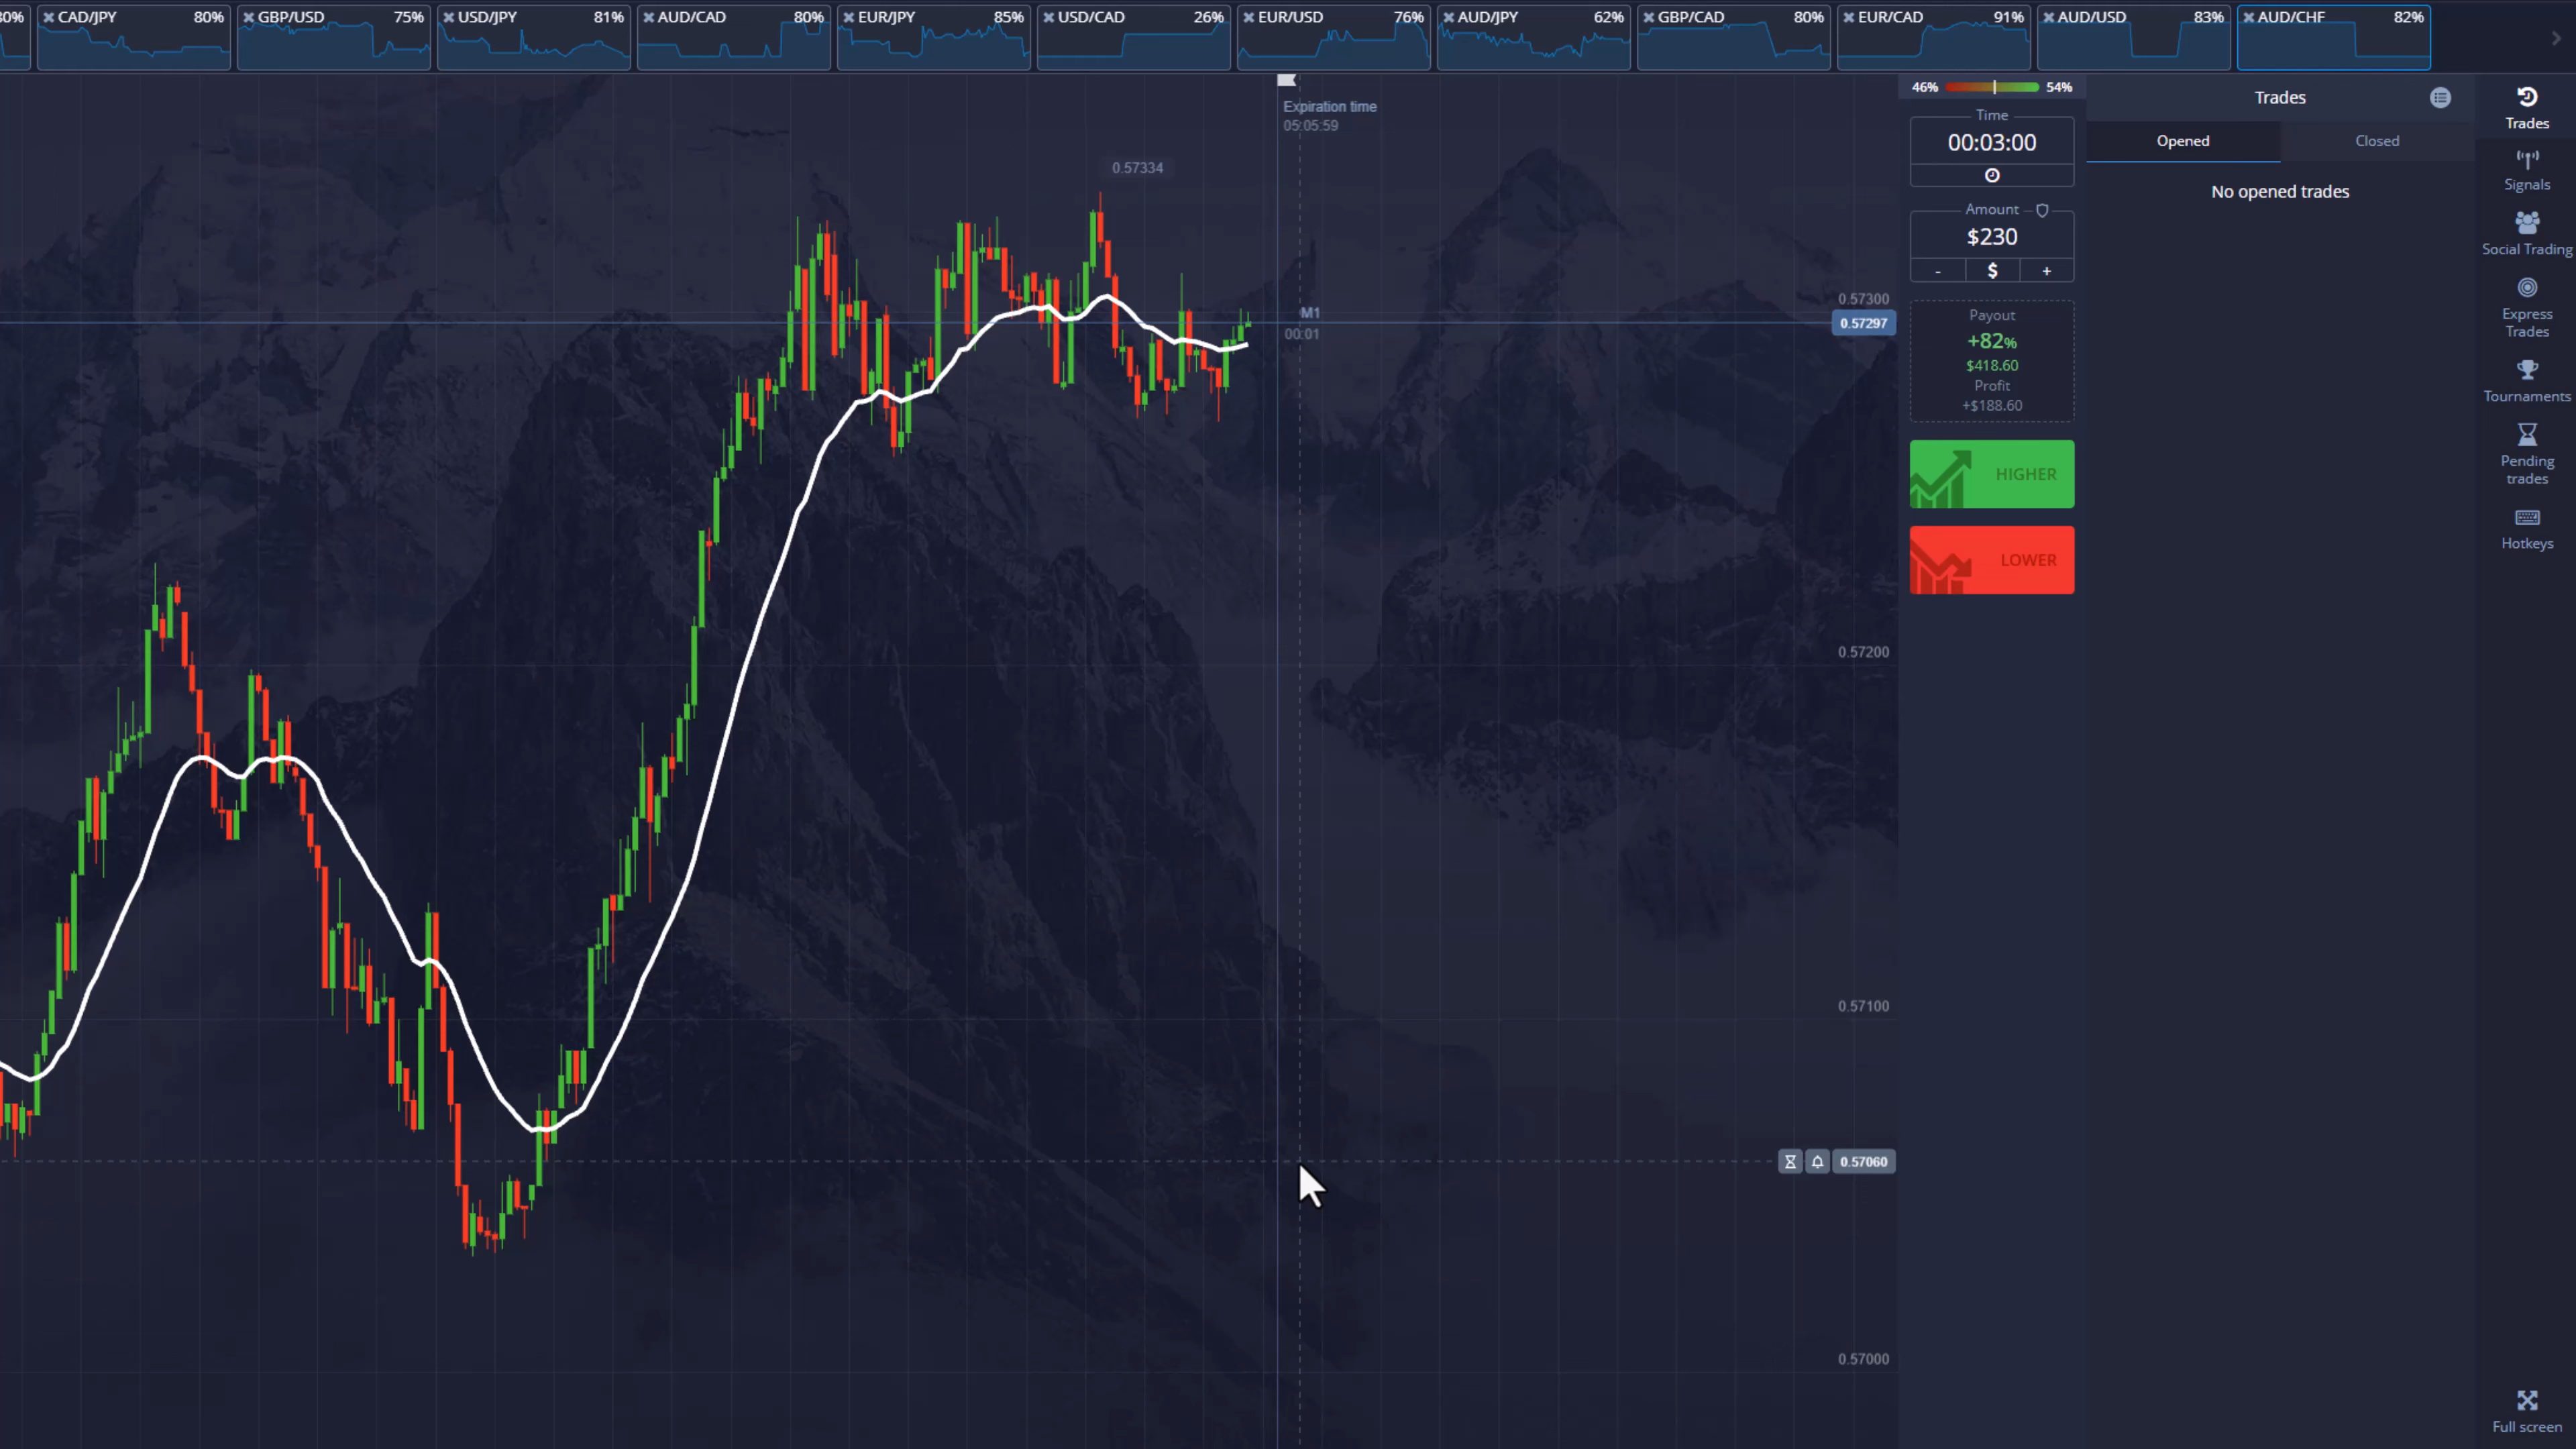 CAD/JPY 80%
GBP/USD 75%
USD/JPY 81%
AUD/CAD 80%
EUR/JPY 85%
USD/CAD 26%
EUR/USD 76%
AUD/JPY 62%
GBP/CAD 80%
EUR/CAD 91%
AUD/USD 83%
AUD/CHF 82%
Expiration time
05:05:59
0.57334
M1
00:01
0.57300
0.57297
0.57200
0.57100
0.57060
0.57000
46% 54%
Time
00:03:00
Amount
$230
- $ +
Payout
+82%
$418.60
Profit
+$188.60
HIGHER
LOWER
Trades
Opened Closed
No opened trades
Trades
Signals
Social Trading
Express
Trades
Tournaments
Pending
trades
Hotkeys
Full screen